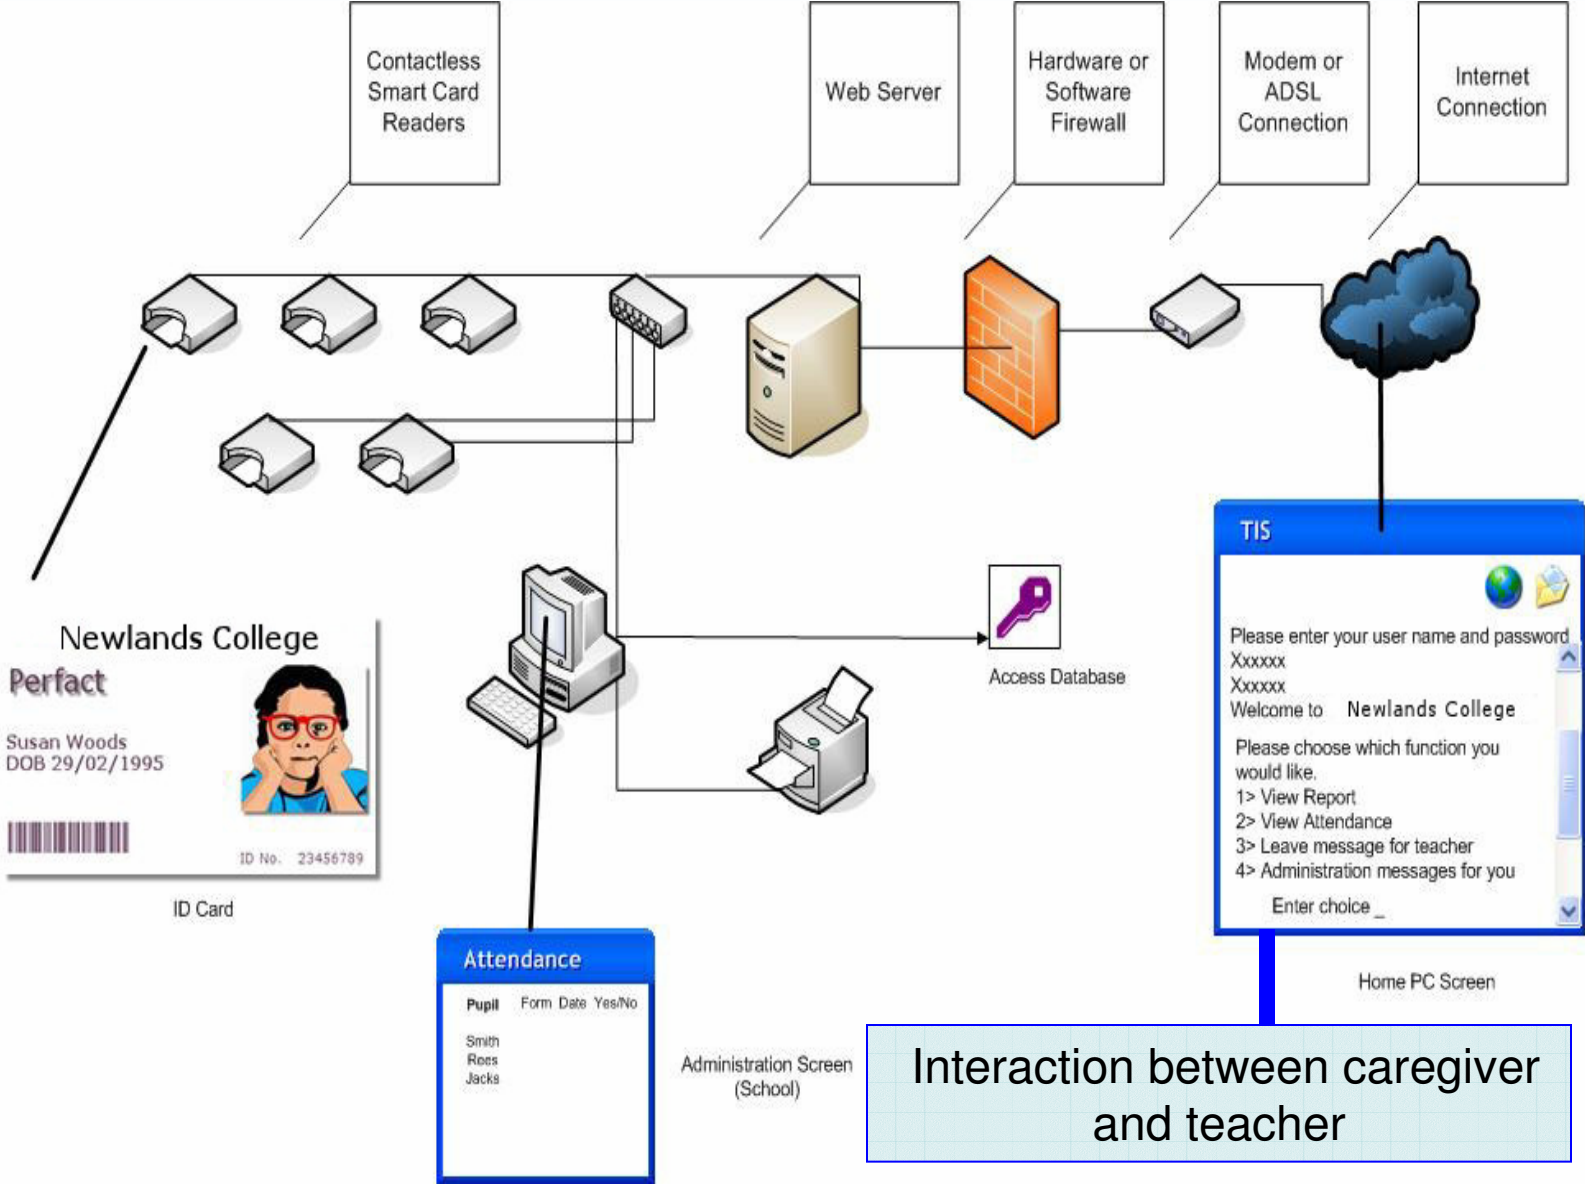 Contactless
Smart Card
Readers
Web Server
Hardware or
Software
Firewall
Modem or
ADSL
Connection
Internet
Connection
Newlands College
Perfact
Susan Woods
DOB 29/02/1995
ID No. 23456789
ID Card
Access Database
TIS
Please enter your user name and password
Xxxxxx
Xxxxxx
Welcome to Newlands College
Please choose which function you
would like.
1> View Report
2> View Attendance
3> Leave message for teacher
4> Administration messages for you
Enter choice _
Home PC Screen
Attendance
Pupil Form Date Yes/No
Smith
Rees
Jacks
Administration Screen
(School)
Interaction between caregiver
and teacher